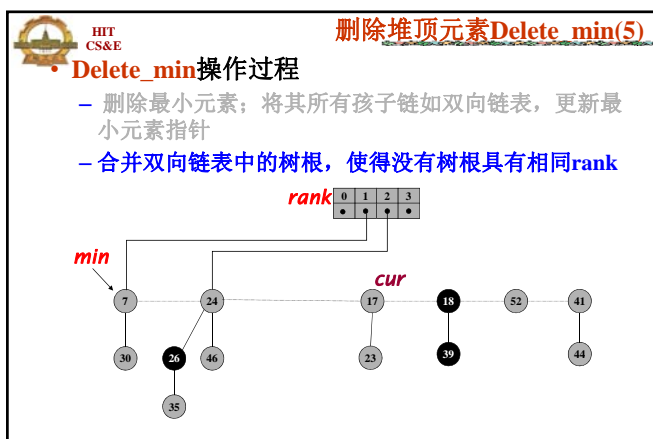 HIT
CS&E
删除堆顶元素Delete_min(5)
• Delete_min操作过程
– 删除最小元素；将其所有孩子链如双向链表，更新最
小元素指针
– 合并双向链表中的树根，使得没有树根具有相同rank
rank 0 1 2 3
min
cur
7 24 17 18 52 41
30 26 46 23 39 44
35